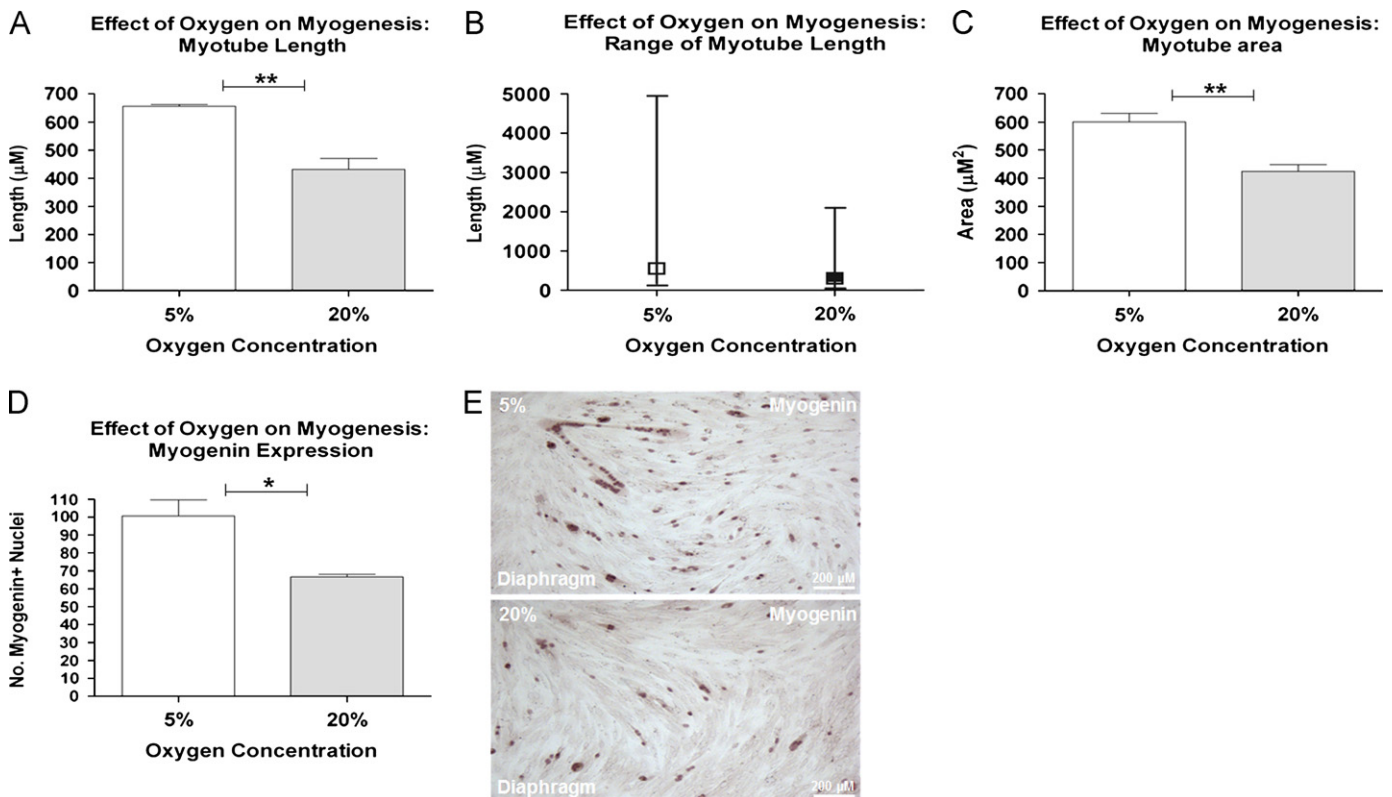 A
Effect of Oxygen on Myogenesis:
Myotube Length
**
Length (μM)
700
600
500
400
300
200
100
0
5%
20%
Oxygen Concentration
B
Effect of Oxygen on Myogenesis:
Range of Myotube Length
Length (μM)
5000
4000
3000
2000
1000
0
5%
20%
Oxygen Concentration
C
Effect of Oxygen on Myogenesis:
Myotube area
**
Area (μM²)
700
600
500
400
300
200
100
0
5%
20%
Oxygen Concentration
D
Effect of Oxygen on Myogenesis:
Myogenin Expression
*
No. Myogenin+ Nuclei
110
100
90
80
70
60
50
40
30
20
10
0
5%
20%
Oxygen Concentration
E
5%
Myogenin
Diaphragm
200 μM
20%
Myogenin
Diaphragm
200 μM